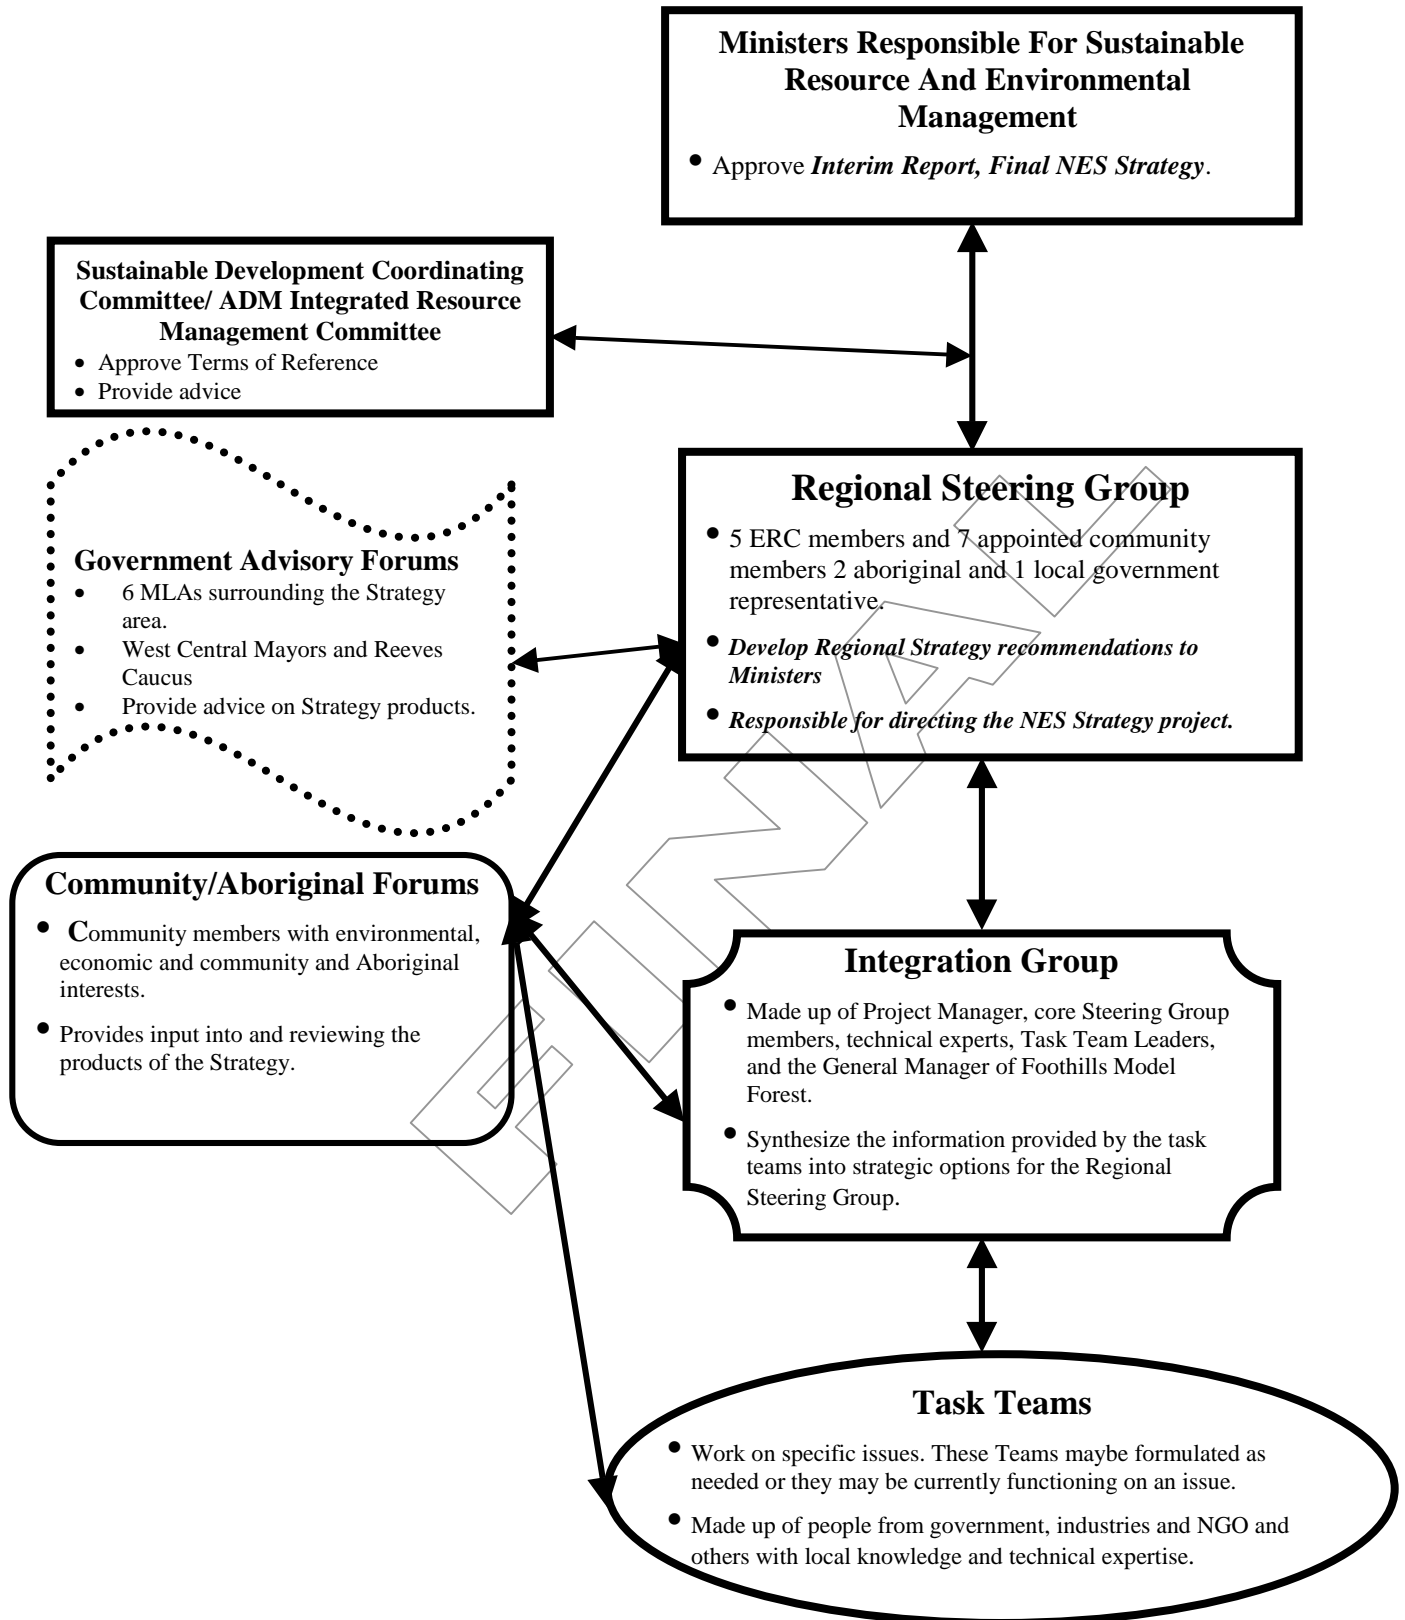 Ministers Responsible For Sustainable
Resource And Environmental
Management
• Approve Interim Report, Final NES Strategy.
Sustainable Development Coordinating
Committee/ ADM Integrated Resource
Management Committee
• Approve Terms of Reference
• Provide advice
Government Advisory Forums
• 6 MLAs surrounding the Strategy
area.
• West Central Mayors and Reeves
Caucus
• Provide advice on Strategy products.
Regional Steering Group
• 5 ERC members and 7 appointed community
members 2 aboriginal and 1 local government
representative.
• Develop Regional Strategy recommendations to
Ministers
• Responsible for directing the NES Strategy project.
Community/Aboriginal Forums
• Community members with environmental,
economic and community and Aboriginal
interests.
• Provides input into and reviewing the
products of the Strategy.
Integration Group
• Made up of Project Manager, core Steering Group
members, technical experts, Task Team Leaders,
and the General Manager of Foothills Model
Forest.
• Synthesize the information provided by the task
teams into strategic options for the Regional
Steering Group.
Task Teams
• Work on specific issues. These Teams maybe formulated as
needed or they may be currently functioning on an issue.
• Made up of people from government, industries and NGO and
others with local knowledge and technical expertise.
FINAL